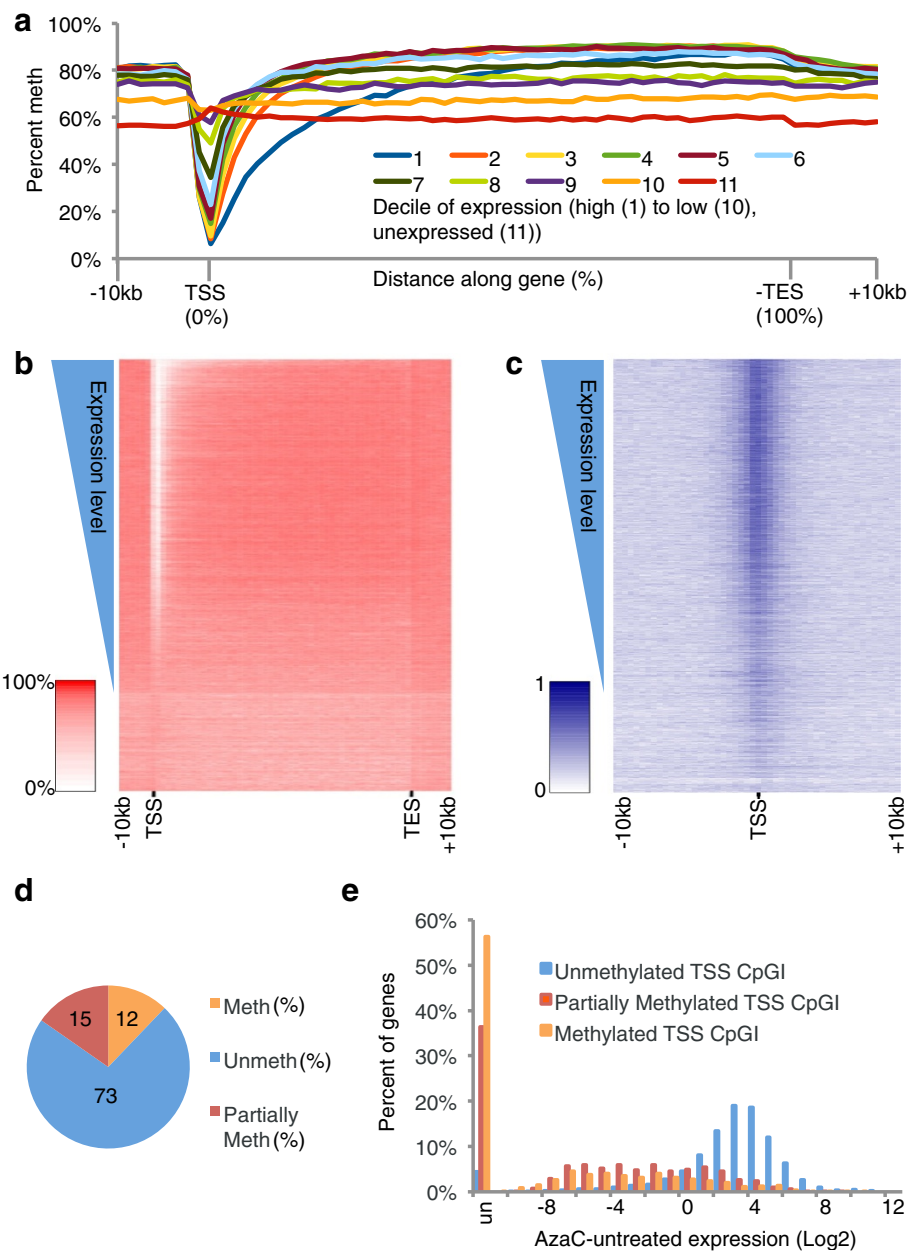 a
100%
80%
60%
40%
20%
0%
Percent meth
1 2 3 4 5 6
7 8 9 10 11
Decile of expression (high (1) to low (10),
unexpressed (11))
Distance along gene (%)
-10kb
TSS
(0%)
-TES
(100%)
+10kb
b
Expression level
100%
0%
-10kb
TSS
TES
+10kb
c
Expression level
1
0
-10kb
TSS
+10kb
d
15
12
73
Meth (%)
Unmeth (%)
Partially
Meth (%)
e
60%
50%
40%
30%
20%
10%
0%
Percent of genes
Unmethylated TSS CpGI
Partially Methylated TSS CpGI
Methylated TSS CpGI
un
-8
-4
0
4
8
12
AzaC-untreated expression (Log2)